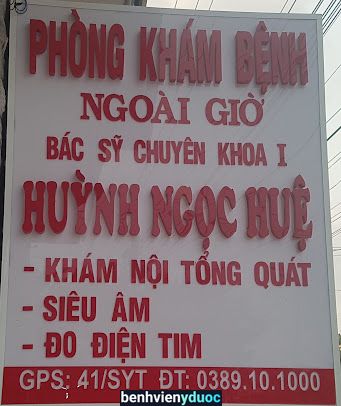 PHÒNG KHÁM BỆNH
NGOÀI GIỜ
BÁC SỸ CHUYÊN KHOA I
HUỲNH NGỌC HUỆ
- KHÁM NỘI TỔNG QUÁT
- SIÊU ÂM
- ĐO ĐIỆN TIM
GPS: 41/SYT ĐT: 0389.10.1000
benhvienyduoc